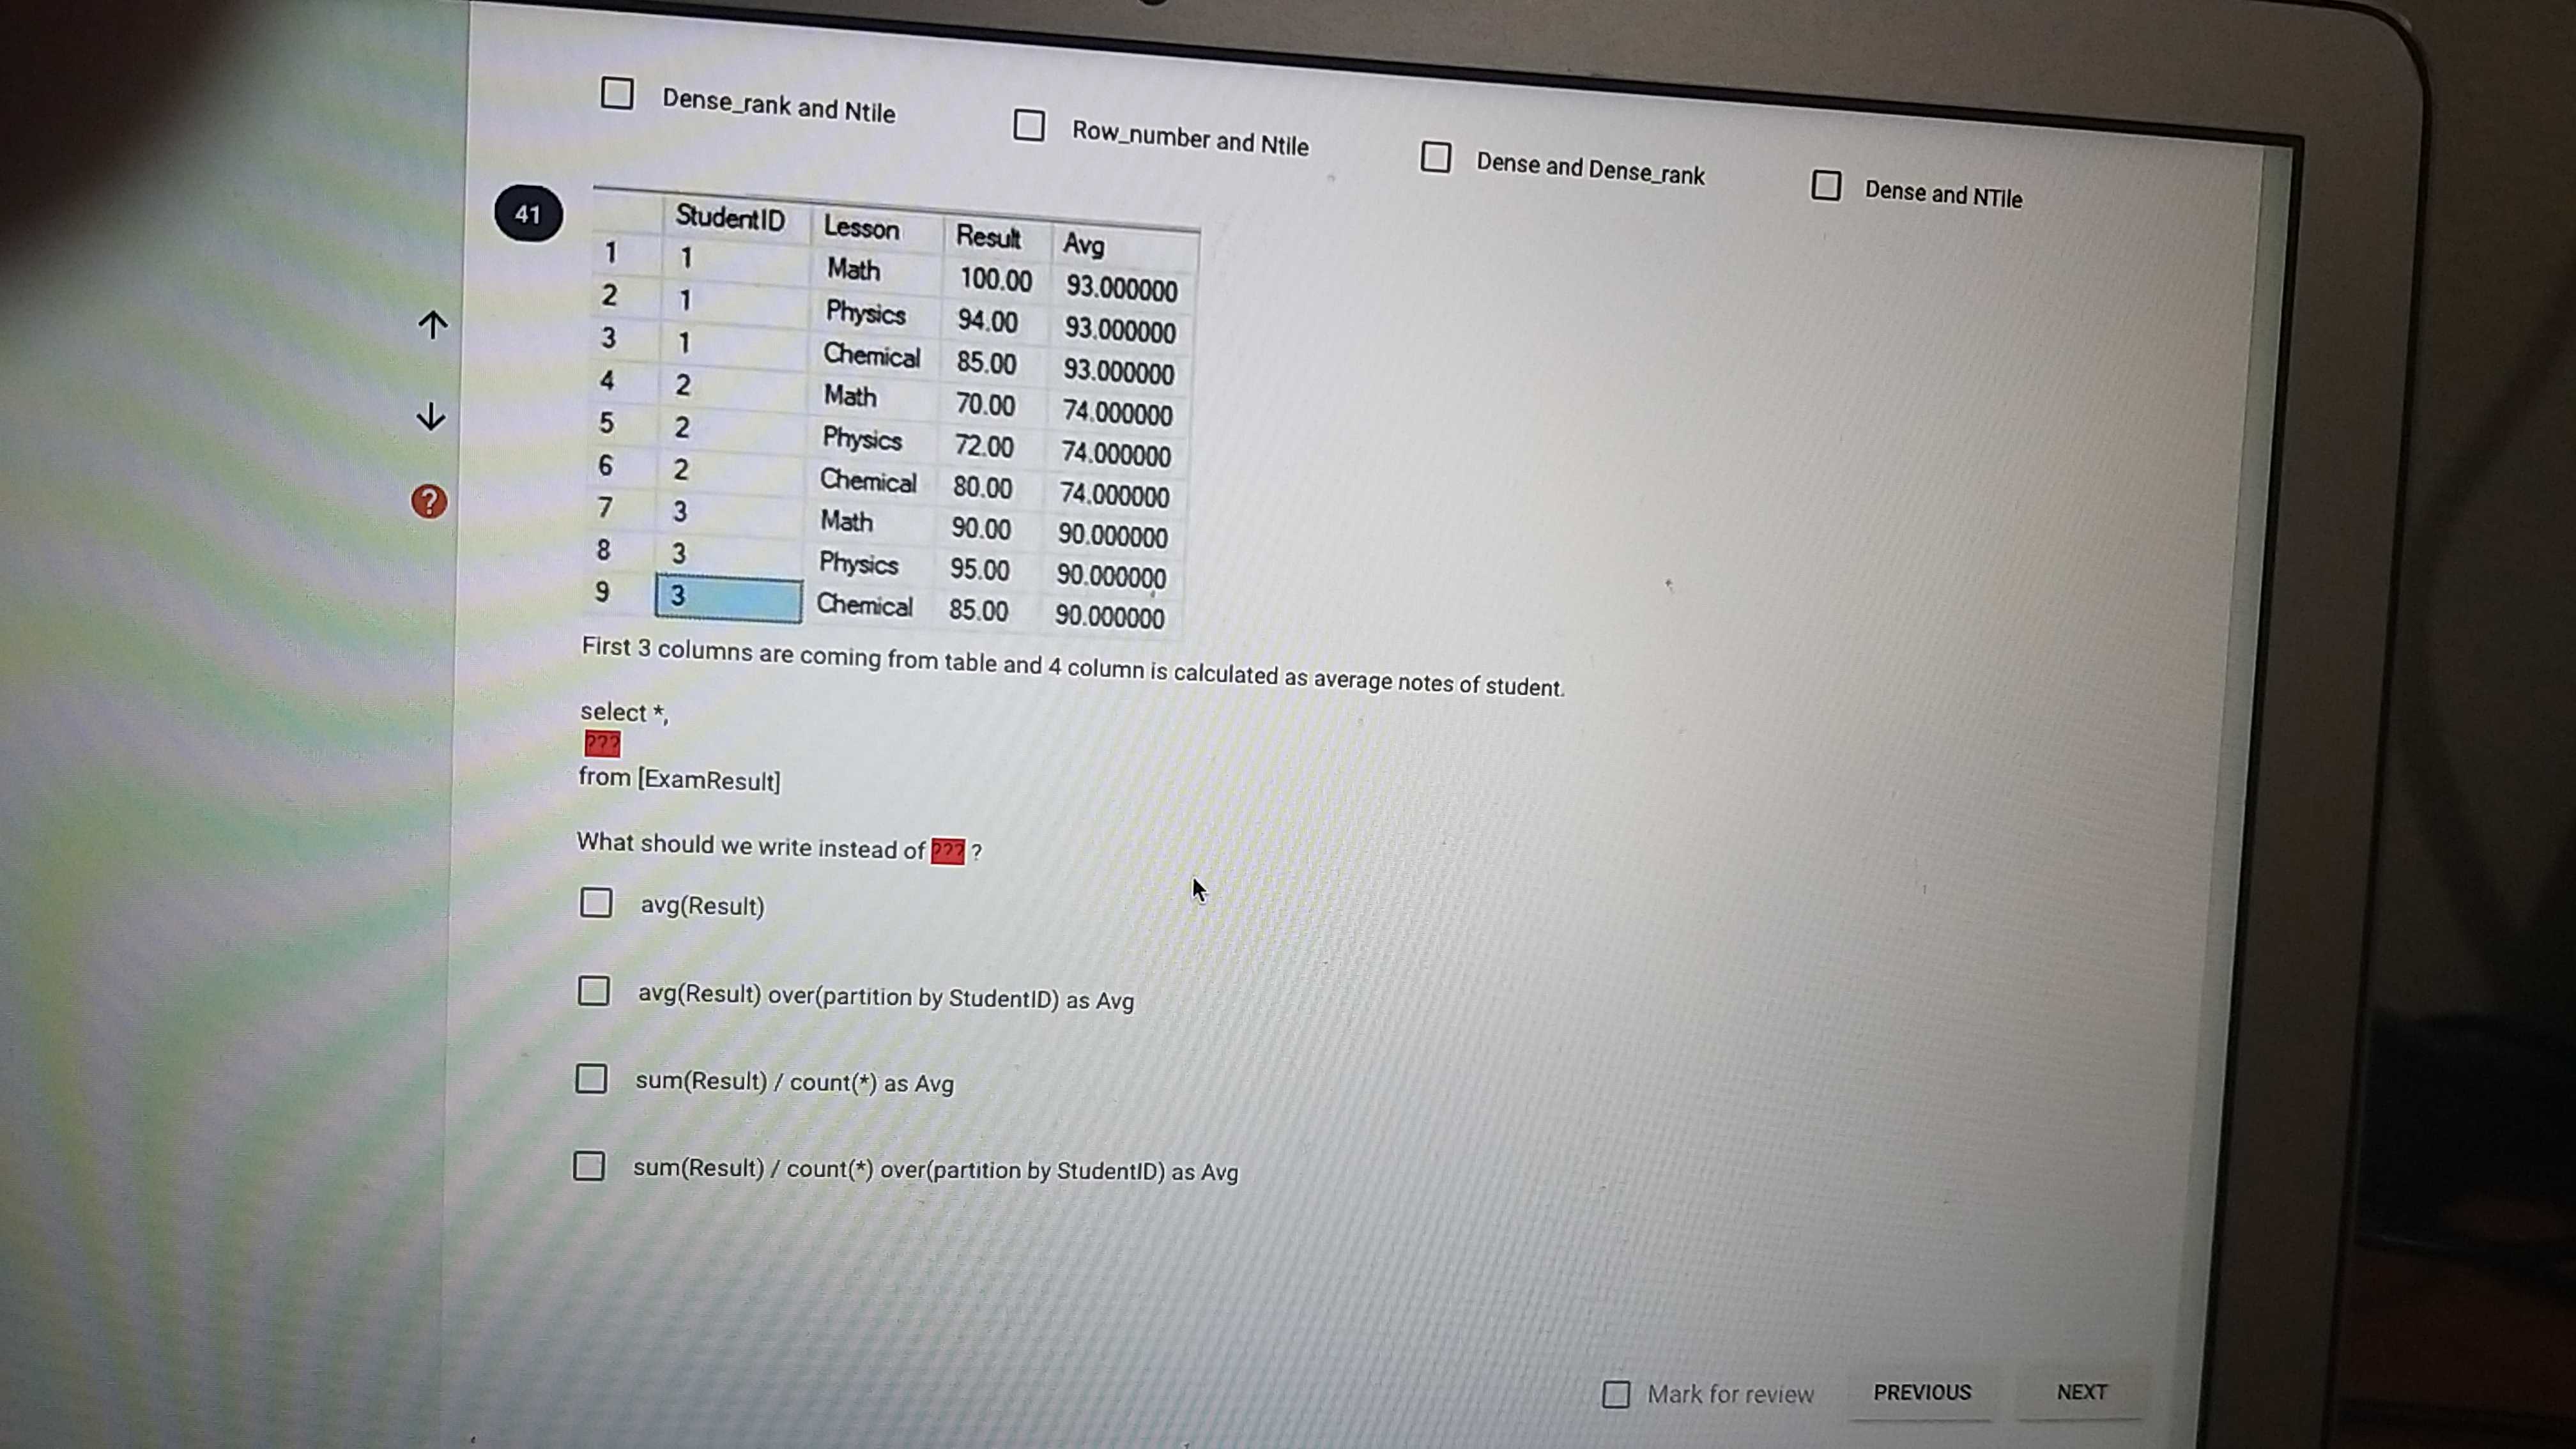 Dense_rank and Ntile
Row_number and Ntile
Dense and Dense_rank
Dense and NTile
41
StudentID Lesson Result Avg
1 1 Math 100.00 93.000000
2 1 Physics 94.00 93.000000
3 1 Chemical 85.00 93.000000
4 2 Math 70.00 74.000000
5 2 Physics 72.00 74.000000
6 2 Chemical 80.00 74.000000
7 3 Math 90.00 90.000000
8 3 Physics 95.00 90.000000
9 3 Chemical 85.00 90.000000
?
First 3 columns are coming from table and 4 column is calculated as average notes of student.
select *,
???
from [ExamResult]
What should we write instead of ??? ?
avg(Result)
avg(Result) over(partition by StudentID) as Avg
sum(Result) / count(*) as Avg
sum(Result) / count(*) over(partition by StudentID) as Avg
Mark for review PREVIOUS NEXT